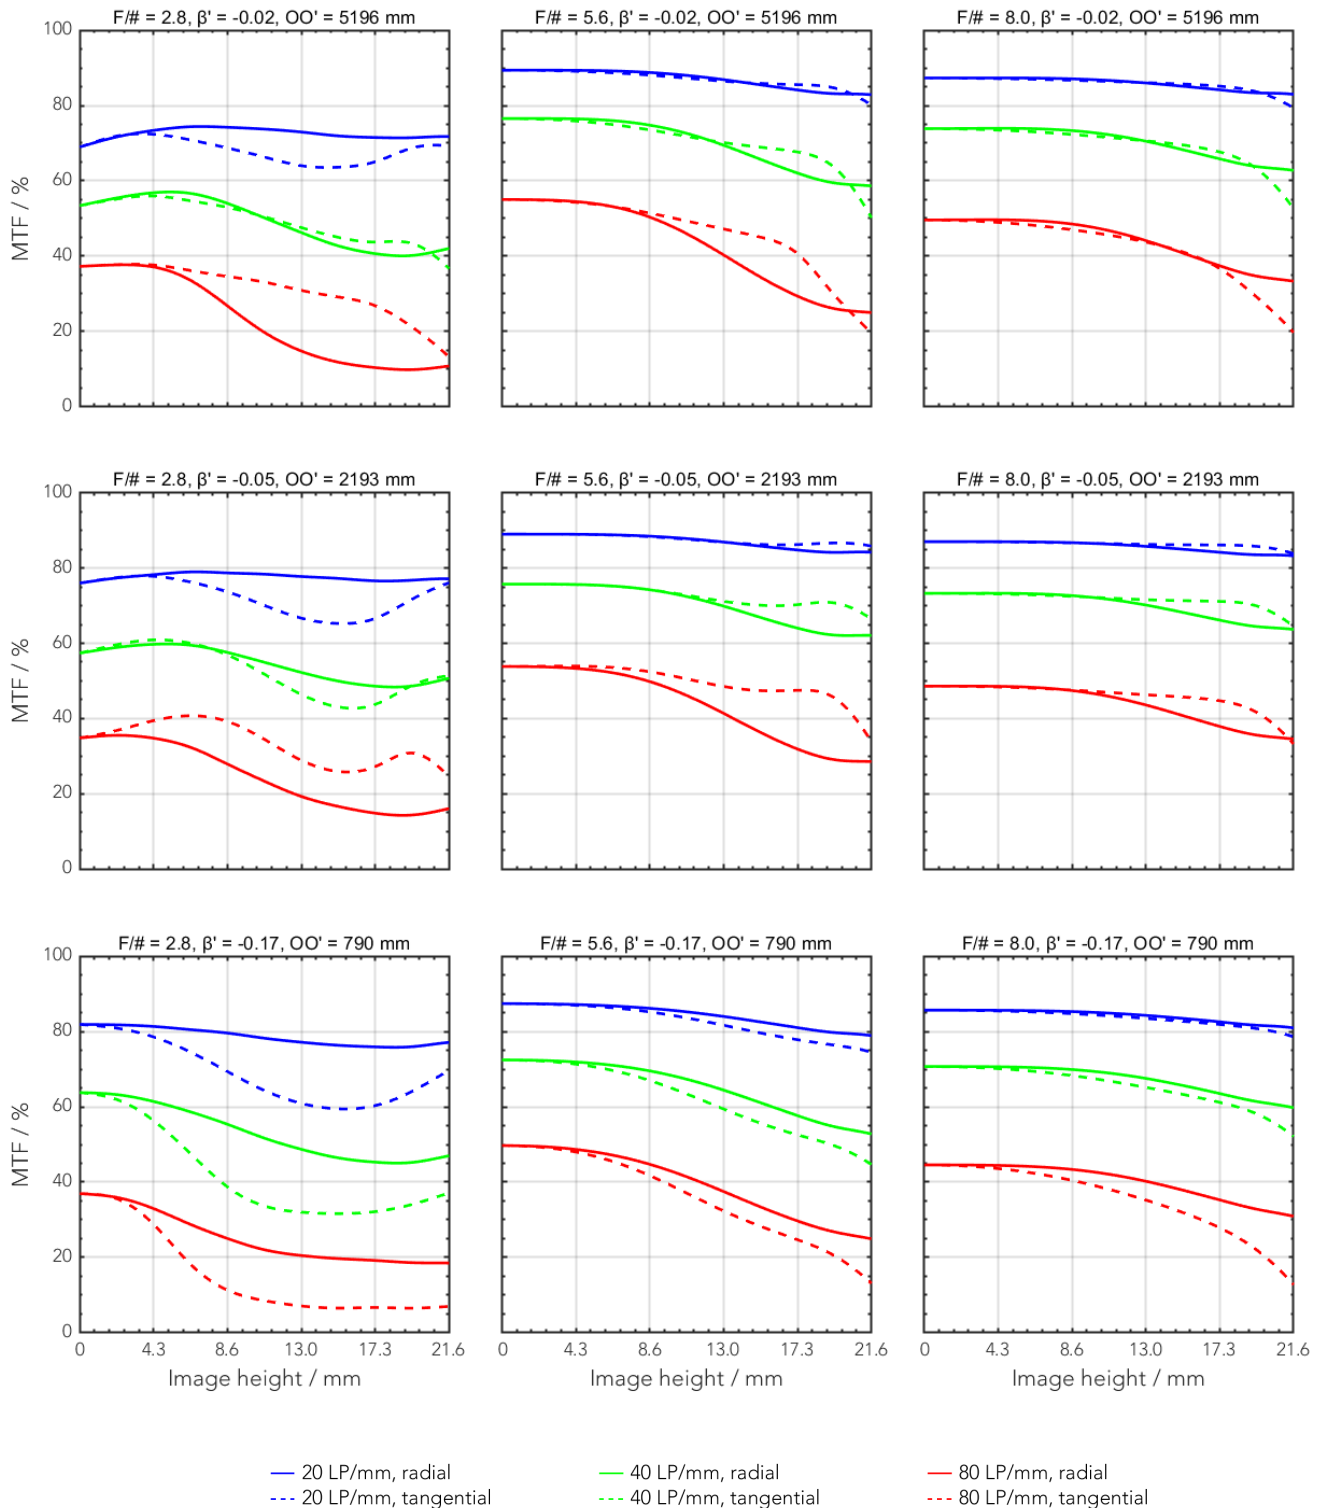 F/# = 2.8, β' = -0.02, OO' = 5196 mm
F/# = 5.6, β' = -0.02, OO' = 5196 mm
F/# = 8.0, β' = -0.02, OO' = 5196 mm
100
80
60
40
20
0
MTF / %
F/# = 2.8, β' = -0.05, OO' = 2193 mm
F/# = 5.6, β' = -0.05, OO' = 2193 mm
F/# = 8.0, β' = -0.05, OO' = 2193 mm
100
80
60
40
20
0
MTF / %
F/# = 2.8, β' = -0.17, OO' = 790 mm
F/# = 5.6, β' = -0.17, OO' = 790 mm
F/# = 8.0, β' = -0.17, OO' = 790 mm
100
80
60
40
20
0
MTF / %
0 4.3 8.6 13.0 17.3 21.6
0 4.3 8.6 13.0 17.3 21.6
0 4.3 8.6 13.0 17.3 21.6
Image height / mm
Image height / mm
Image height / mm
20 LP/mm, radial
40 LP/mm, radial
80 LP/mm, radial
20 LP/mm, tangential
40 LP/mm, tangential
80 LP/mm, tangential